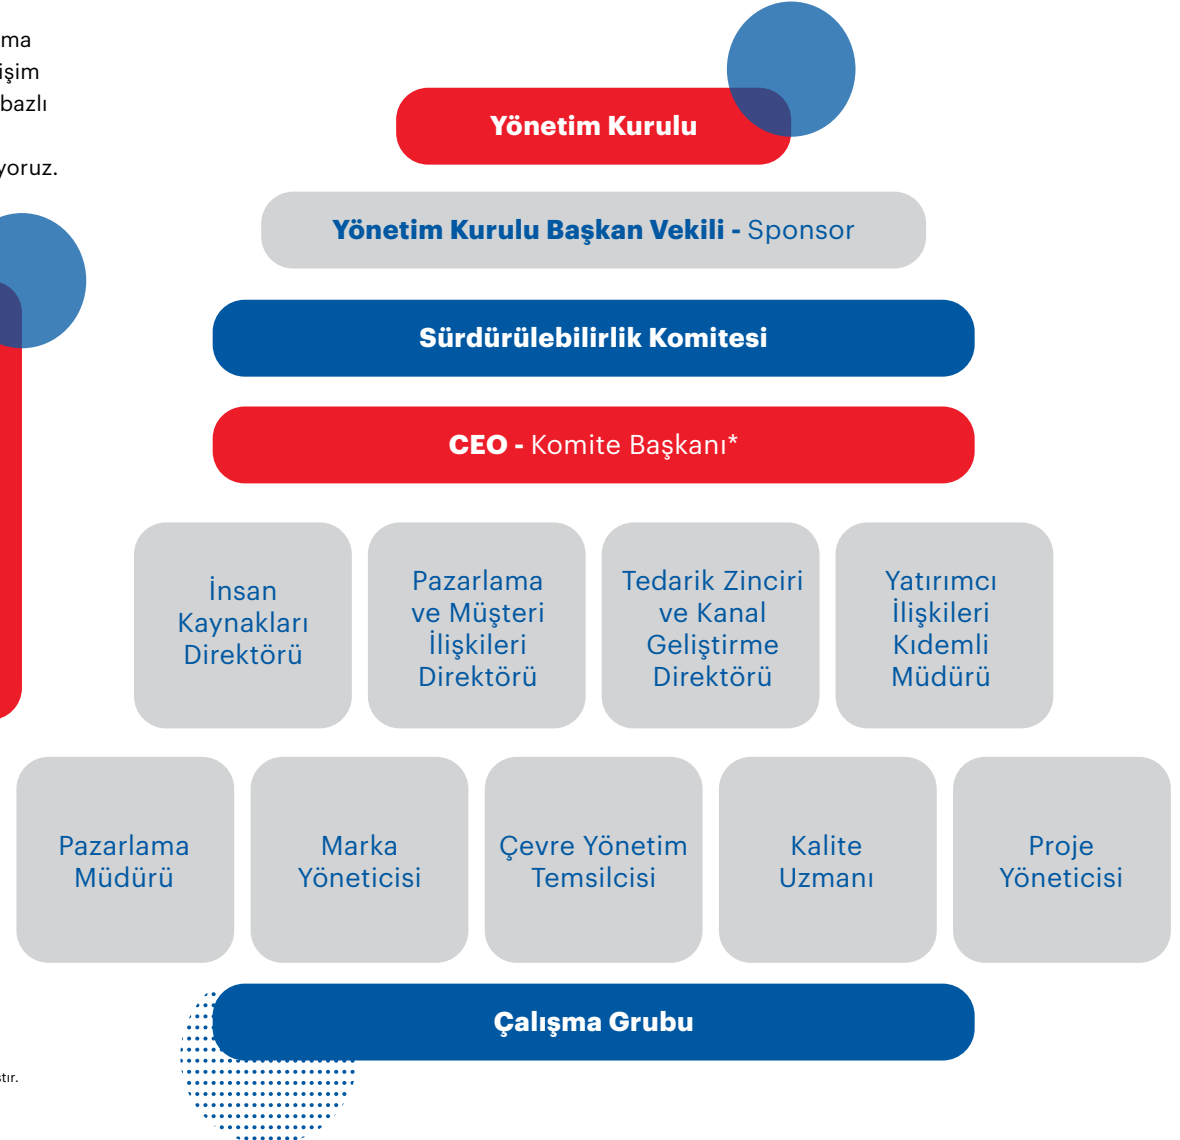 ma
işim
bazlı
yoruz.
Yönetim Kurulu
Yönetim Kurulu Başkan Vekili - Sponsor
Sürdürülebilirlik Komitesi
CEO - Komite Başkanı*
İnsan
Kaynakları
Direktörü
Pazarlama
ve Müşteri
İlişkileri
Direktörü
Tedarik Zinciri
ve Kanal
Geliştirme
Direktörü
Yatırımcı
İlişkileri
Kıdemli
Müdürü
Pazarlama
Müdürü
Marka
Yöneticisi
Çevre Yönetim
Temsilcisi
Kalite
Uzmanı
Proje
Yöneticisi
Çalışma Grubu
tır.